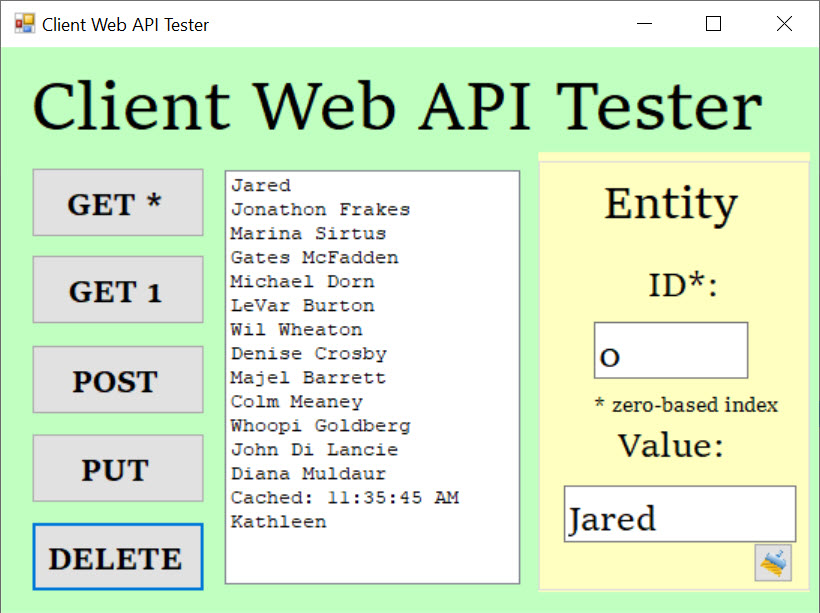 Client Web API Tester
Client Web API Tester
GET *
GET 1
POST
PUT
DELETE
Jared
Jonathon Frakes
Marina Sirtus
Gates McFadden
Michael Dorn
LeVar Burton
Wil Wheaton
Denise Crosby
Majel Barrett
Colm Meaney
Whoopi Goldberg
John Di Lancie
Diana Muldaur
Cached: 11:35:45 AM
Kathleen
Entity
ID*:
0
* zero-based index
Value:
Jared